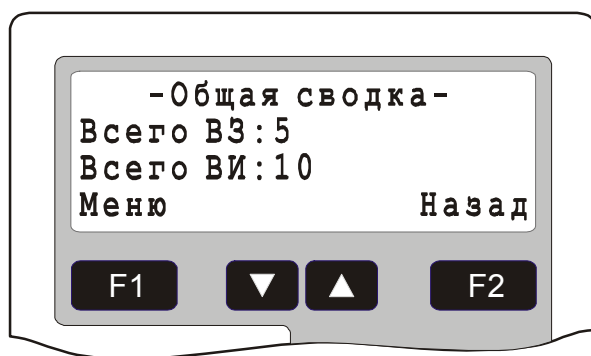 -Общая сводка-
Всего ВЗ:5
Всего ВИ:10
Меню Назад
F1 ▼ ▲ F2